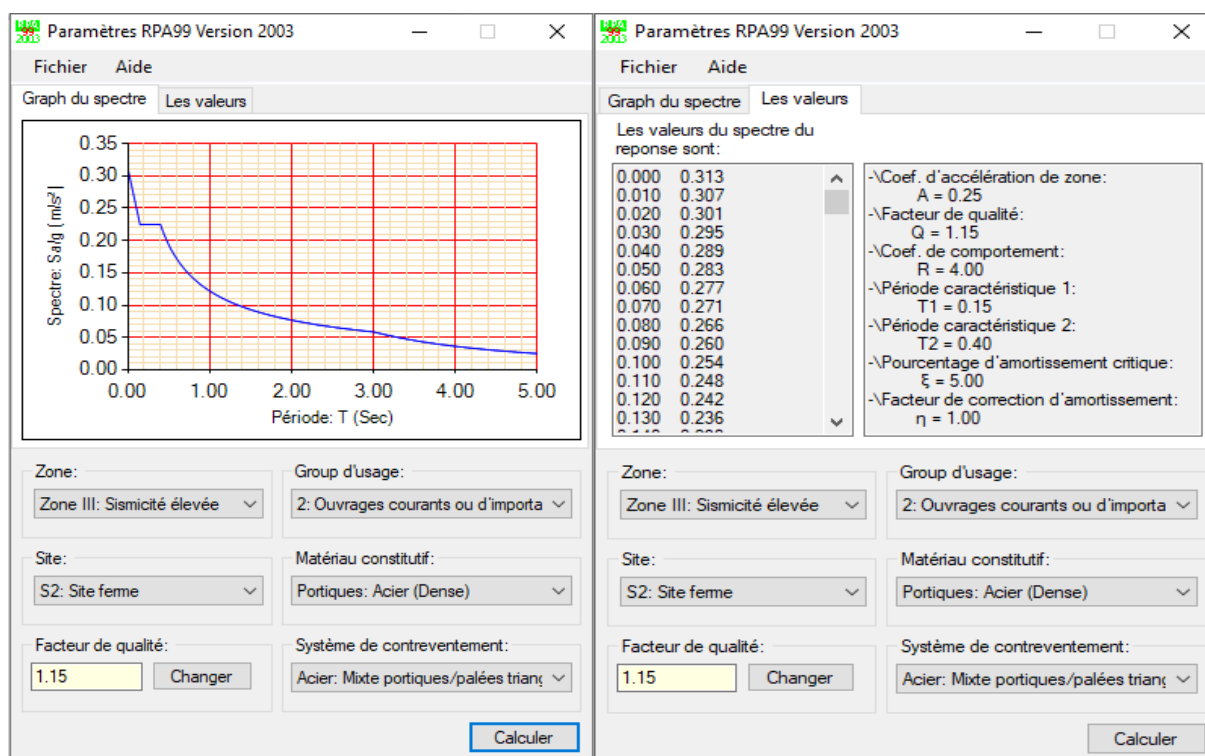 RPA 99 2003 Paramètres RPA99 Version 2003
Fichier Aide
Graph du spectre Les valeurs
Spectre: Sa/g [m/s²]
0.35
0.30
0.25
0.20
0.15
0.10
0.05
0.00
0.00 1.00 2.00 3.00 4.00 5.00
Période: T (Sec)
Zone:
Zone III: Sismicité élevée
Group d'usage:
2: Ouvrages courants ou d'importa
Site:
S2: Site ferme
Matériau constitutif:
Portiques: Acier (Dense)
Facteur de qualité:
1.15 Changer
Système de contreventement:
Acier: Mixte portiques/palées triang
Calculer
RPA 99 2003 Paramètres RPA99 Version 2003
Fichier Aide
Graph du spectre Les valeurs
Les valeurs du spectre du
reponse sont:
0.000 0.313
0.010 0.307
0.020 0.301
0.030 0.295
0.040 0.289
0.050 0.283
0.060 0.277
0.070 0.271
0.080 0.266
0.090 0.260
0.100 0.254
0.110 0.248
0.120 0.242
0.130 0.236
-\Coef. d'accélération de zone:
A = 0.25
-\Facteur de qualité:
Q = 1.15
-\Coef. de comportement:
R = 4.00
-\Période caractéristique 1:
T1 = 0.15
-\Période caractéristique 2:
T2 = 0.40
-\Pourcentage d'amortissement critique:
ξ = 5.00
-\Facteur de correction d'amortissement:
η = 1.00
Zone:
Zone III: Sismicité élevée
Group d'usage:
2: Ouvrages courants ou d'importa
Site:
S2: Site ferme
Matériau constitutif:
Portiques: Acier (Dense)
Facteur de qualité:
1.15 Changer
Système de contreventement:
Acier: Mixte portiques/palées triang
Calculer